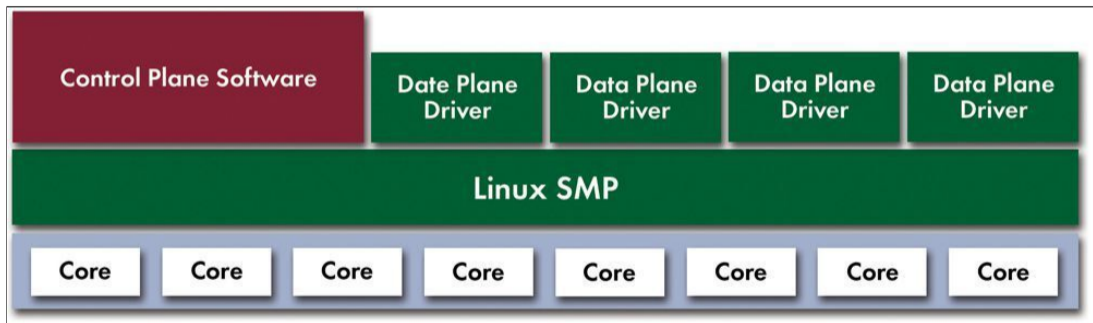 Control Plane Software
Date Plane
Driver
Data Plane
Driver
Data Plane
Driver
Data Plane
Driver
Linux SMP
Core Core Core Core Core Core Core Core